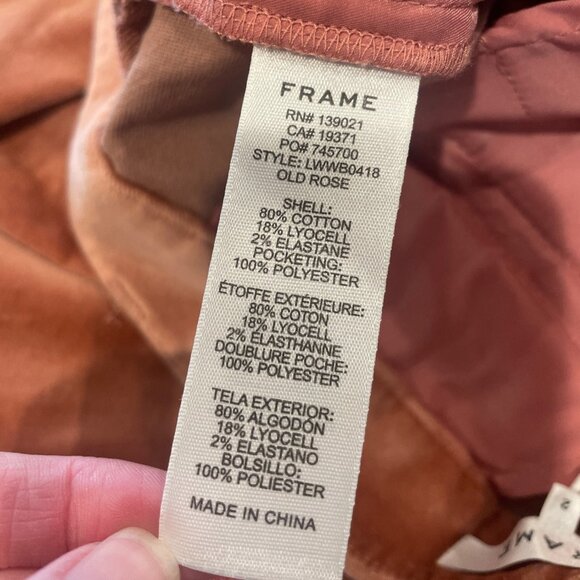 FRAME
RN# 139021
CA# 19371
PO# 745700
STYLE: LWWB0418
OLD ROSE
SHELL:
80% COTTON
18% LYOCELL
2% ELASTANE
POCKETING:
100% POLYESTER
ÉTOFFE EXTÉRIEURE:
80% COTON
18% LYOCELL
2% ELASTHANNE
DOUBLURE POCHE:
100% POLYESTER
TELA EXTERIOR:
80% ALGODÓN
18% LYOCELL
2% ELASTANO
BOLSILLO:
100% POLIESTER
MADE IN CHINA